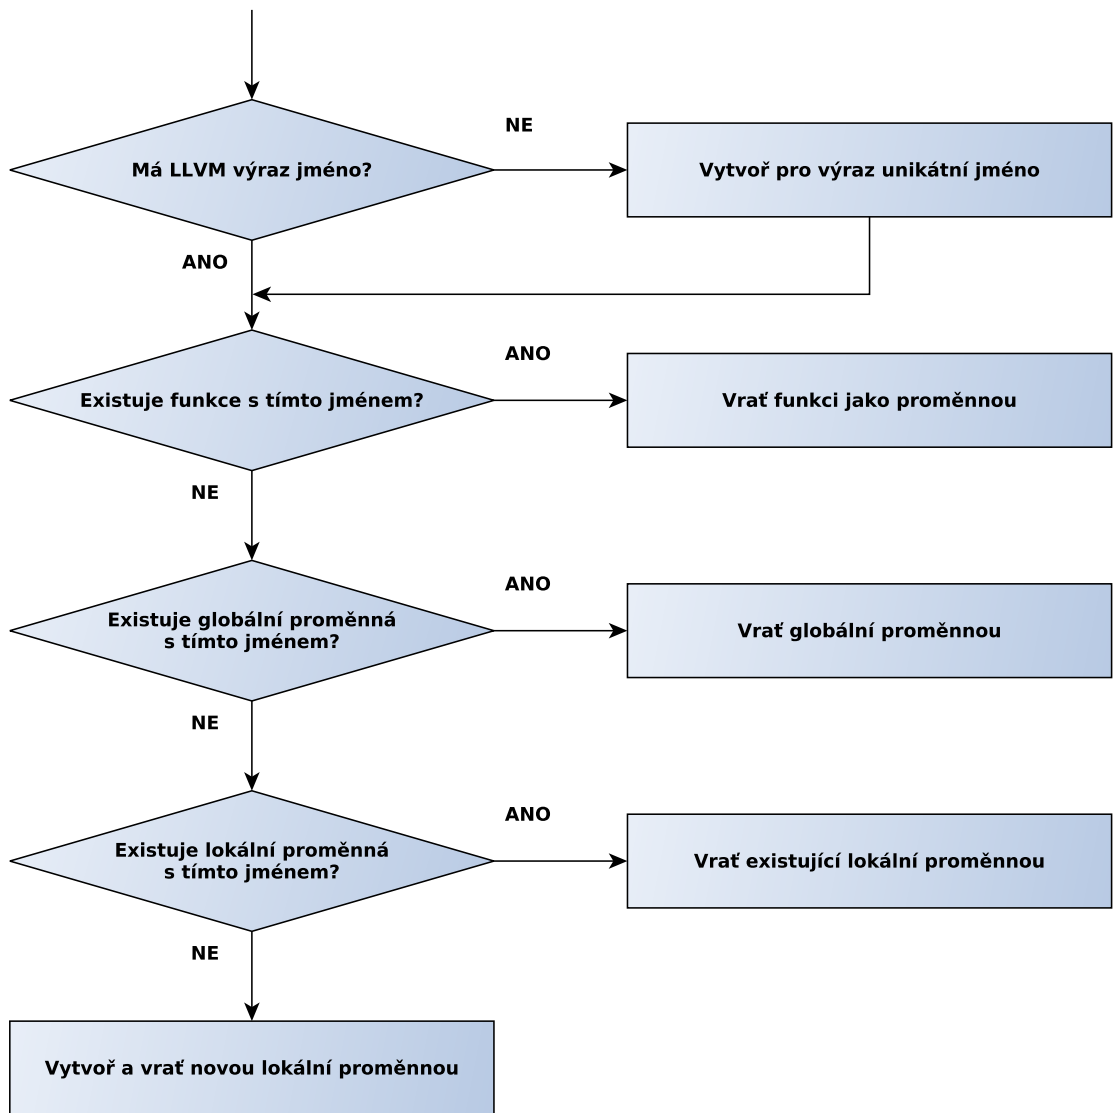 Má LLVM výraz jméno?
NE
Vytvoř pro výraz unikátní jméno
ANO
Existuje funkce s tímto jménem?
ANO
Vrať funkci jako proměnnou
NE
Existuje globální proměnná
s tímto jménem?
ANO
Vrať globální proměnnou
NE
Existuje lokální proměnná
s tímto jménem?
ANO
Vrať existující lokální proměnnou
NE
Vytvoř a vrať novou lokální proměnnou